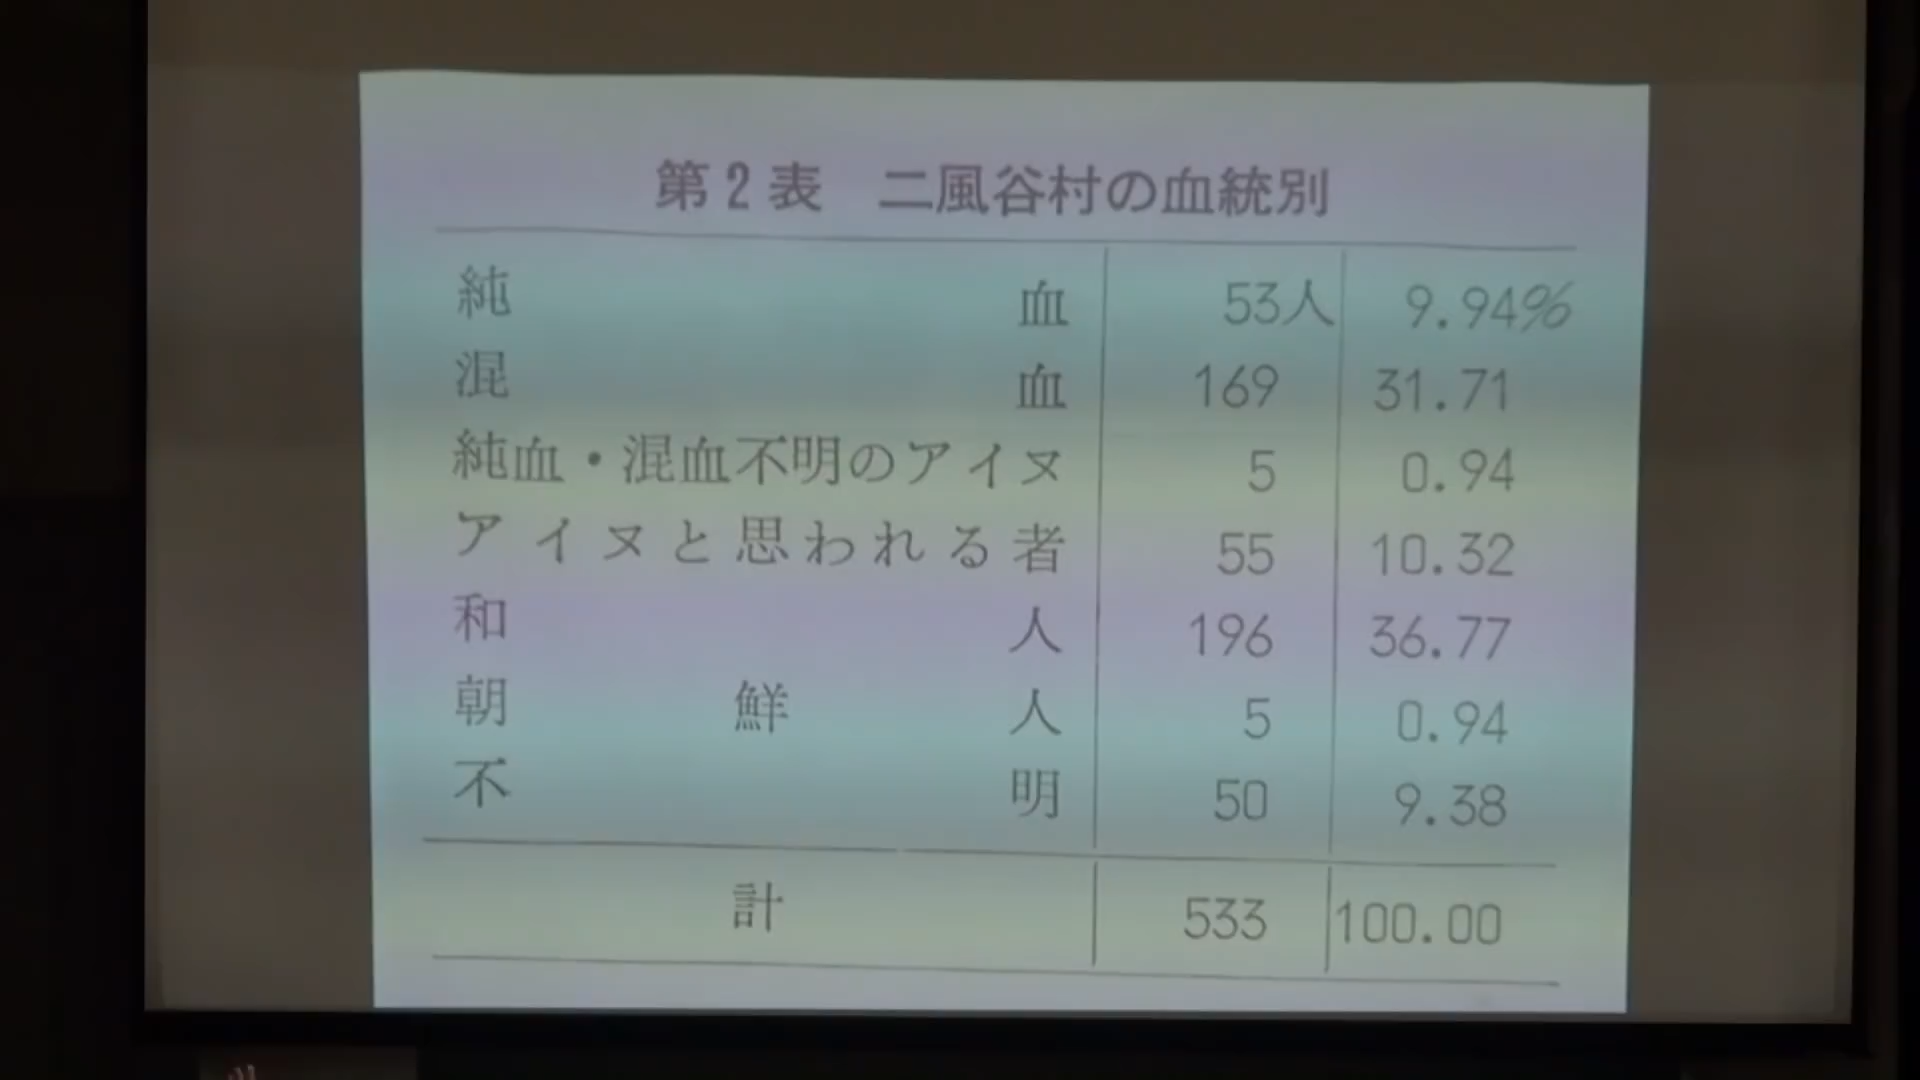 第2表 二風谷村の血統別
純血 53人 9.94%
混血 169 31.71
純血・混血不明のアイヌ 5 0.94
アイヌと思われる者 55 10.32
和人 196 36.77
朝鮮人 5 0.94
不明 50 9.38
計 533 100.00